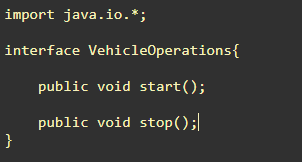 import java.io.*;
interface VehicleOperations{
public void start();
public void stop();
}